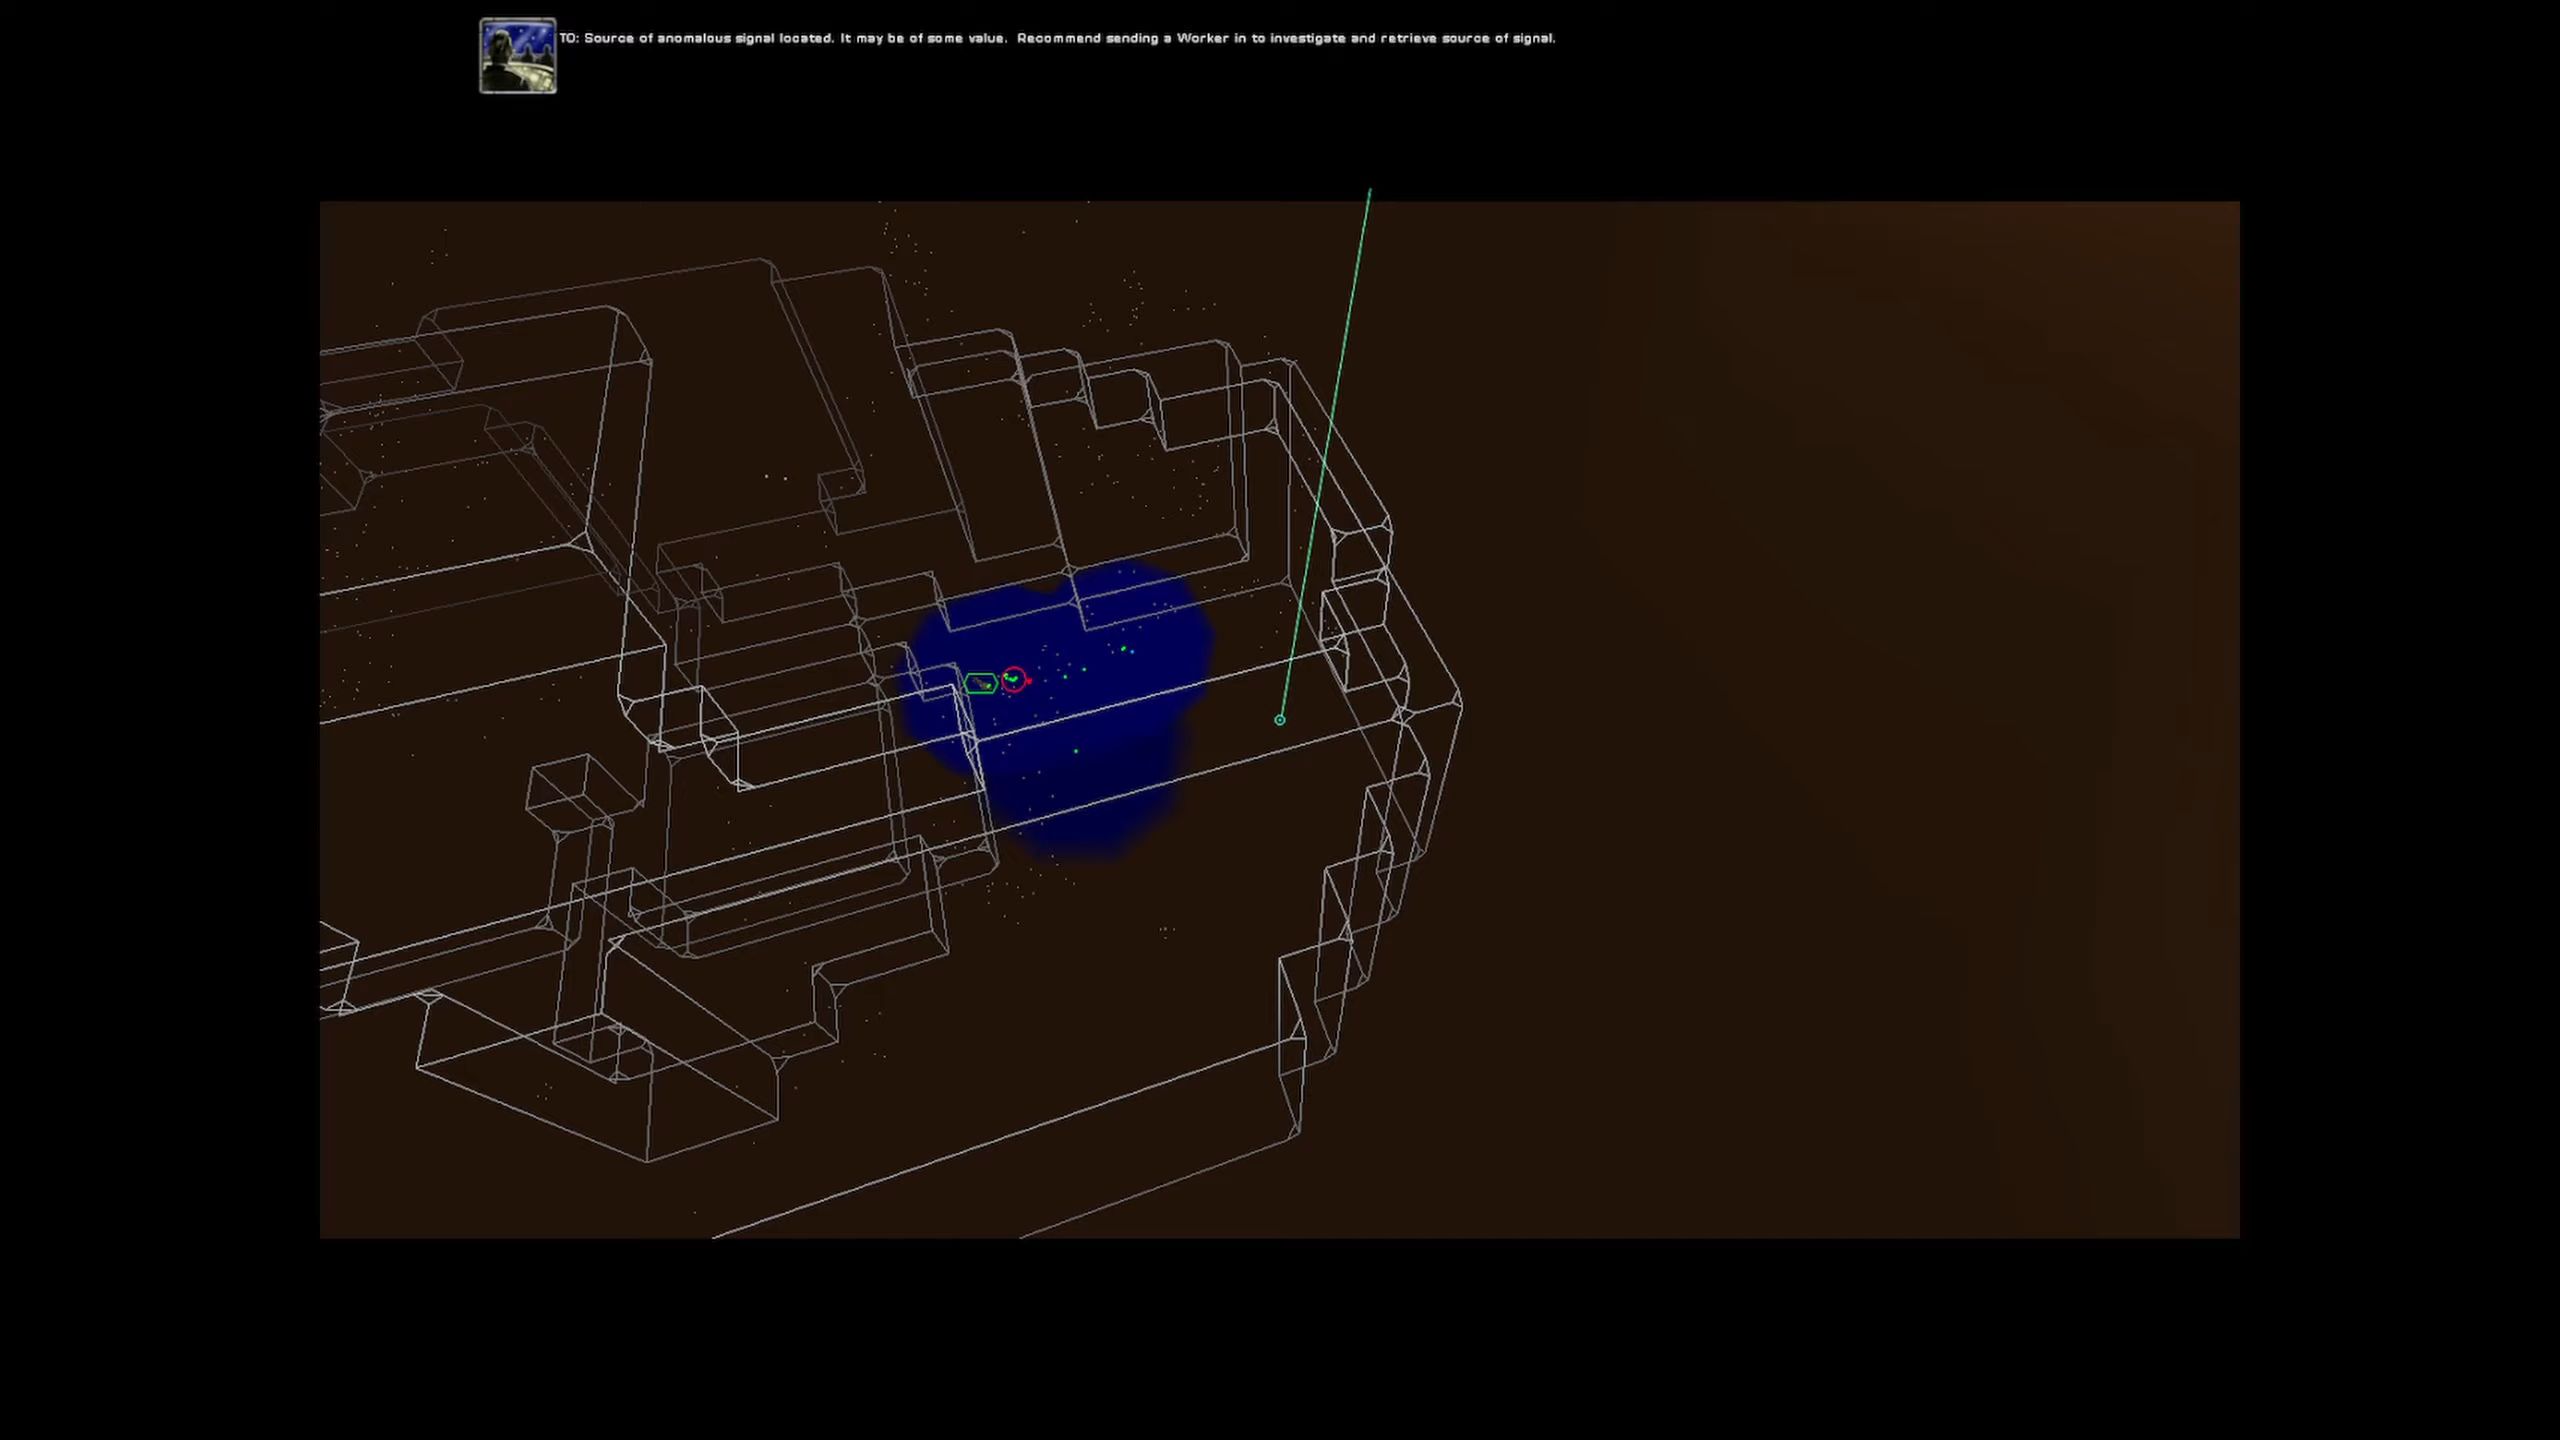 TO: Source of anomalous signal located. It may be of some value.  Recommend sending a Worker in to investigate and retrieve source of signal.